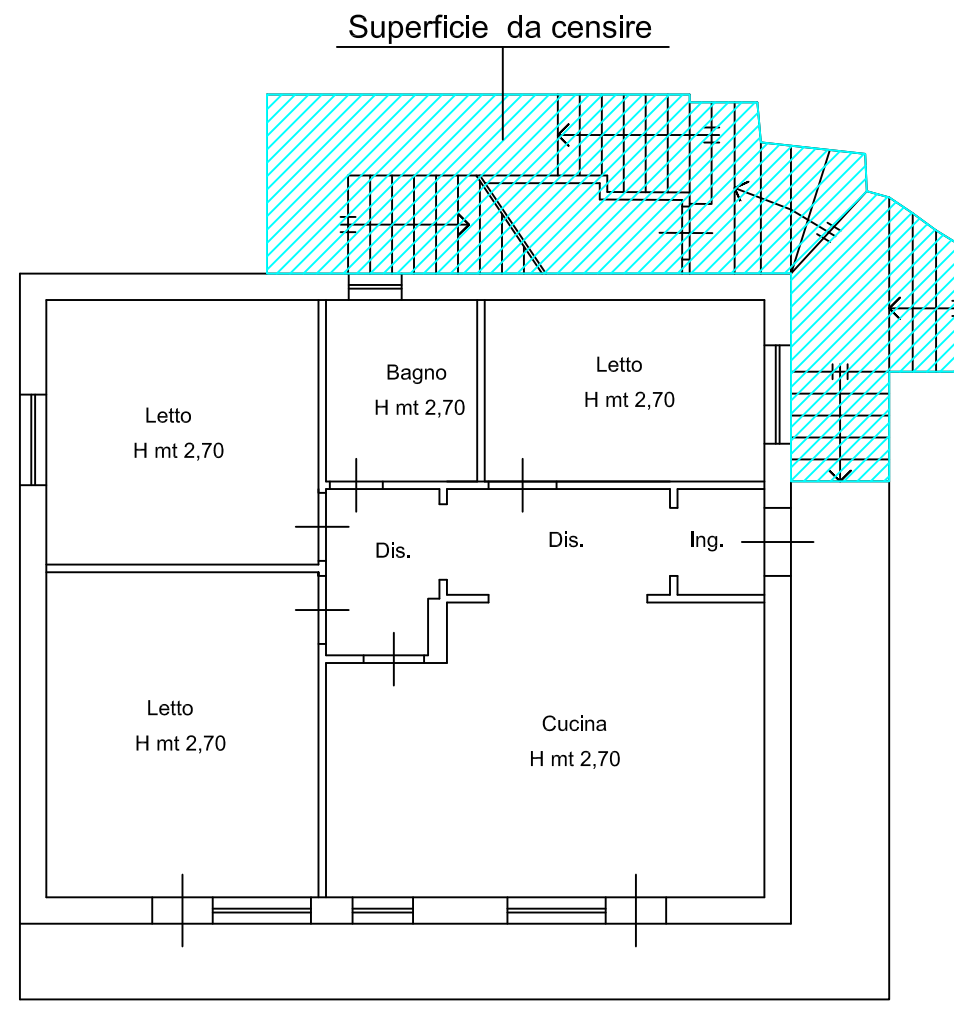 Superficie da censire
Bagno
H mt 2,70
Letto
H mt 2,70
Letto
H mt 2,70
Dis.
Dis.
Ing.
Letto
H mt 2,70
Cucina
H mt 2,70